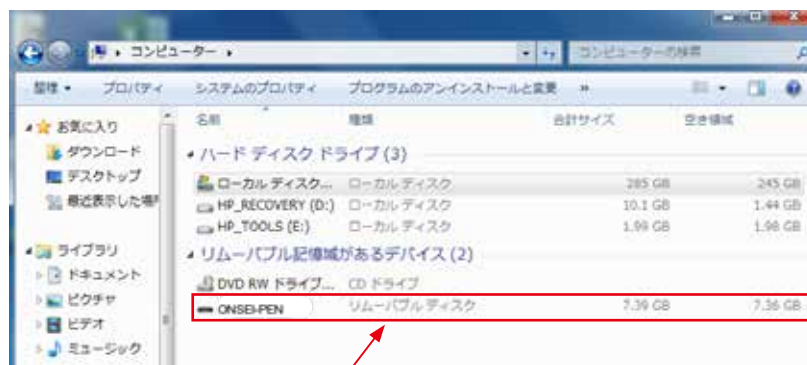 コンピューター
コンピューターの検索
整理 プロパティ システムのプロパティ プログラムのアンインストールと変更 »
名前 種類 合計サイズ 空き領域
お気に入り
ダウンロード
デスクトップ
最近表示した場所
ライブラリ
ドキュメント
ピクチャ
ビデオ
ミュージック
ハード ディスク ドライブ (3)
ローカル ディスク... ローカル ディスク 285 GB 245 GB
HP_RECOVERY (D:) ローカル ディスク 10.1 GB 1.44 GB
HP_TOOLS (E:) ローカル ディスク 1.99 GB 1.98 GB
リムーバブル記憶域があるデバイス (2)
DVD RW ドライブ... CD ドライブ
ONSEI-PEN リムーバブル ディスク 7.39 GB 7.36 GB